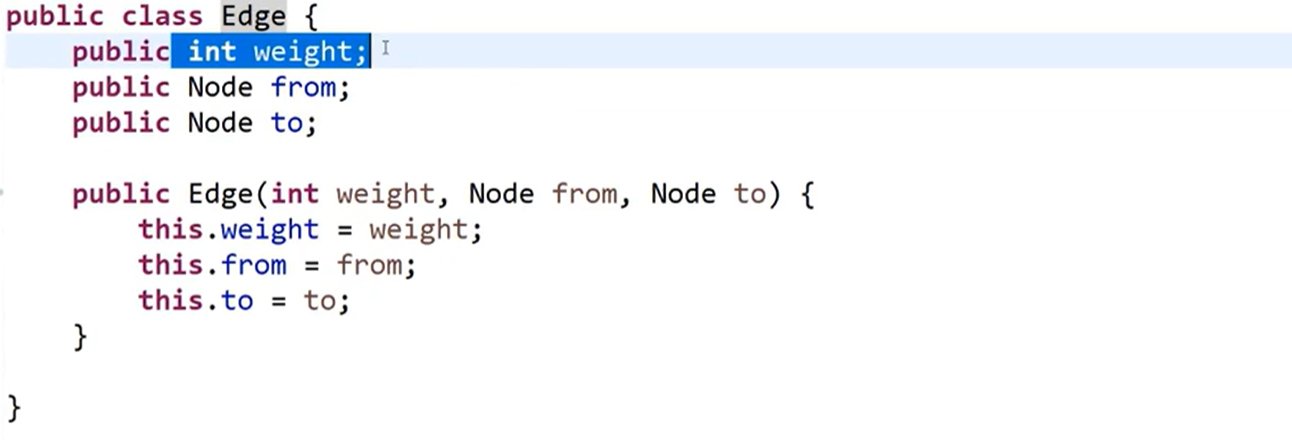 public class Edge {
    public int weight;
    public Node from;
    public Node to;

    public Edge(int weight, Node from, Node to) {
        this.weight = weight;
        this.from = from;
        this.to = to;
    }

}